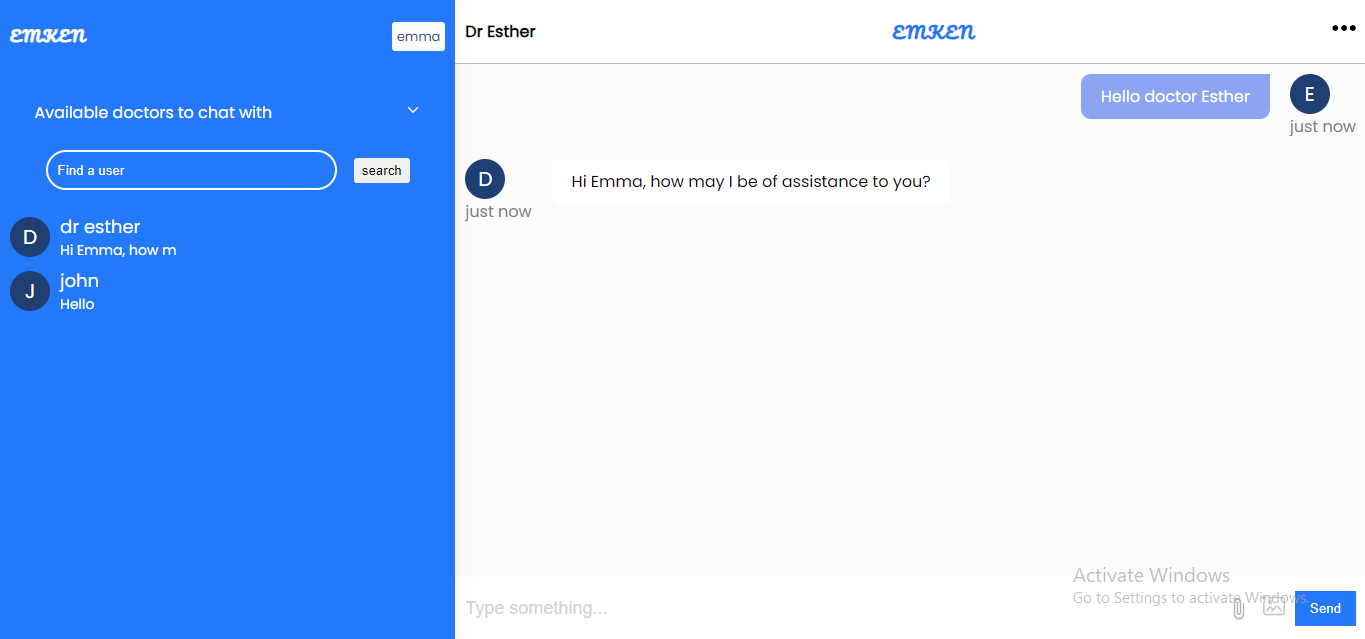 EMKEN
emma
Available doctors to chat with
Find a user
search
D
dr esther
Hi Emma, how m
J
john
Hello
Dr Esther
EMKEN
Hello doctor Esther
E
just now
D
Hi Emma, how may I be of assistance to you?
just now
Activate Windows
Go to Settings to activate Windows.
Type something...
Send